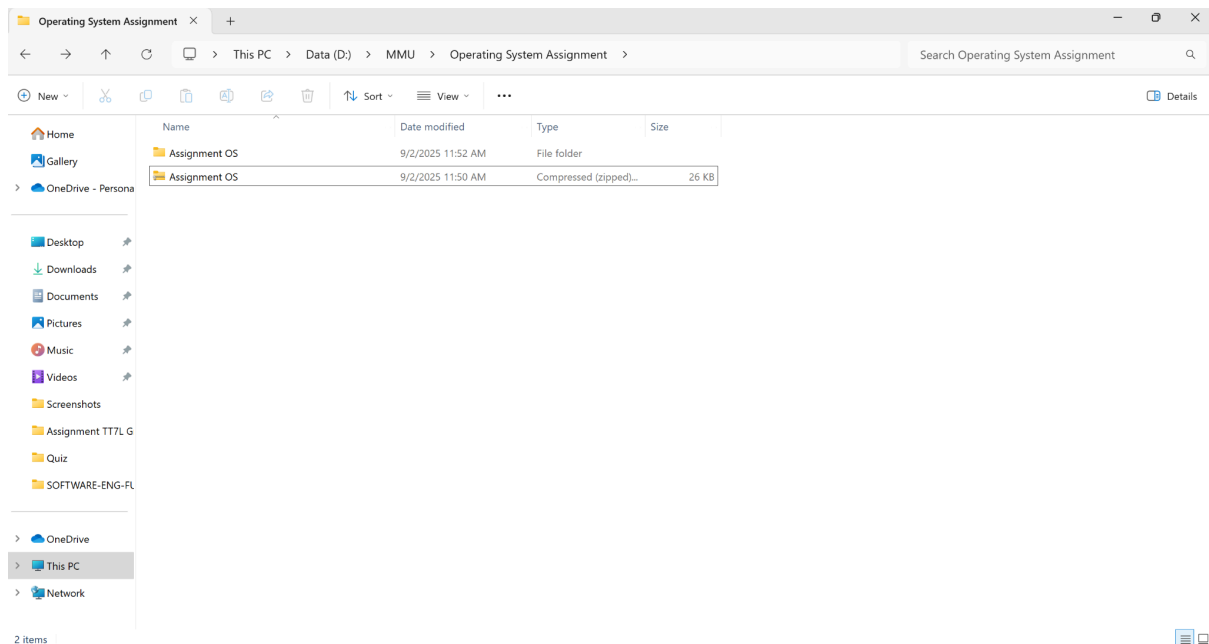 Operating System Assignment
This PC > Data (D:) > MMU > Operating System Assignment >
Search Operating System Assignment
New
Sort
View
Details
Name Date modified Type Size
Assignment OS 9/2/2025 11:52 AM File folder
Assignment OS 9/2/2025 11:50 AM Compressed (zipped)... 26 KB
Home
Gallery
OneDrive - Persona
Desktop
Downloads
Documents
Pictures
Music
Videos
Screenshots
Assignment TT7L G
Quiz
SOFTWARE-ENG-FU
OneDrive
This PC
Network
2 items